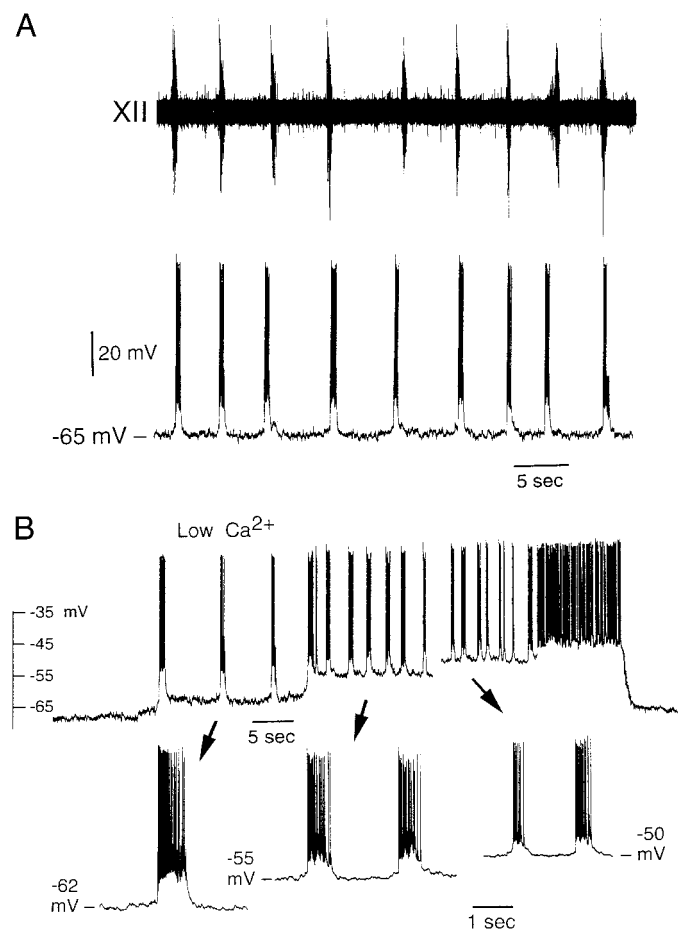 A
XII
20 mV
-65 mV –
5 sec
B
Low Ca2+
-35 mV
-45
-55
-65
5 sec
-62
mV –
-55
mV –
-50
– mV
1 sec